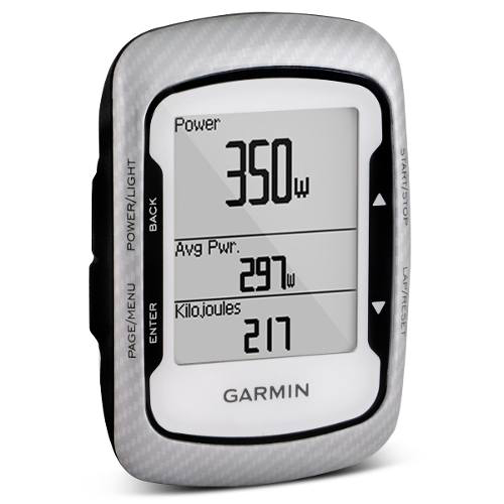 Power
350w
Avg Pwr.
297w
Kilojoules
217
GARMIN
POWER/LIGHT
BACK
PAGE/MENU
ENTER
START/STOP
LAP/RESET